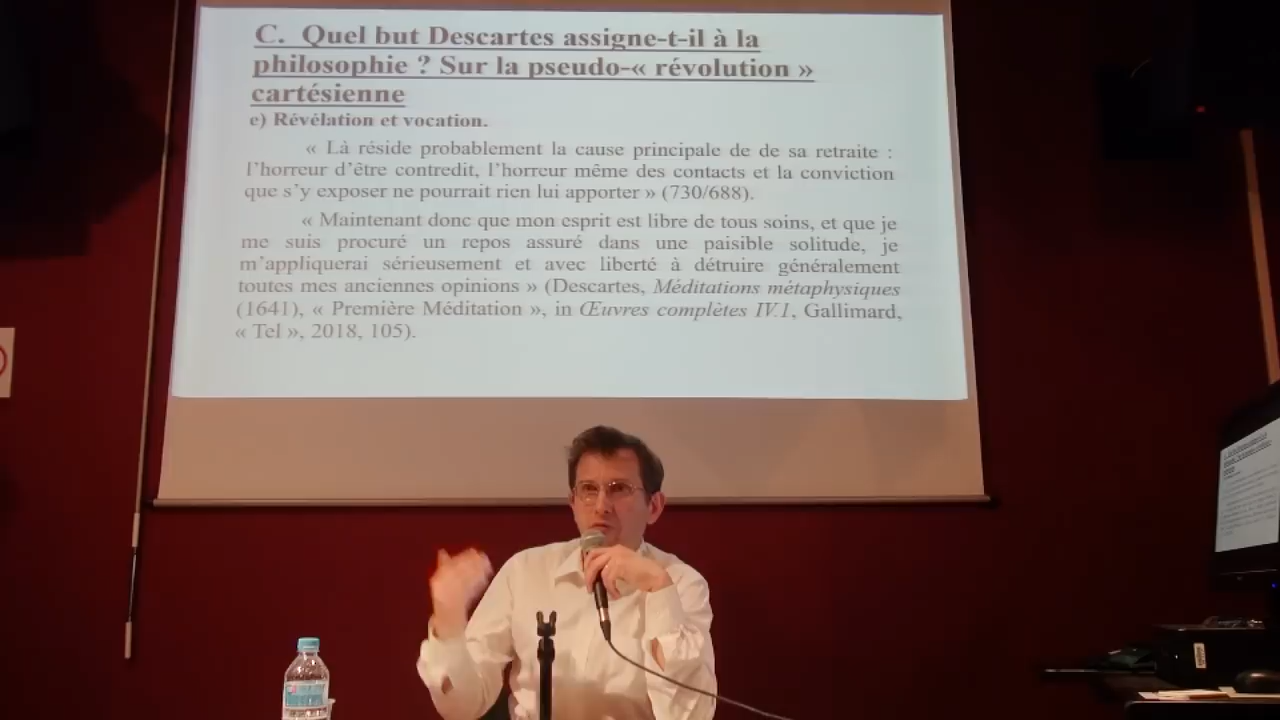 C. Quel but Descartes assigne-t-il à la
philosophie ? Sur la pseudo-« révolution »
cartésienne
e) Révélation et vocation.
« Là réside probablement la cause principale de de sa retraite :
l’horreur d’être contredit, l’horreur même des contacts et la conviction
que s’y exposer ne pourrait rien lui apporter » (730/688).
« Maintenant donc que mon esprit est libre de tous soins, et que je
me suis procuré un repos assuré dans une paisible solitude, je
m’appliquerai sérieusement et avec liberté à détruire généralement
toutes mes anciennes opinions » (Descartes, Méditations métaphysiques
(1641), « Première Méditation », in Œuvres complètes IV.1, Gallimard,
« Tel », 2018, 105).